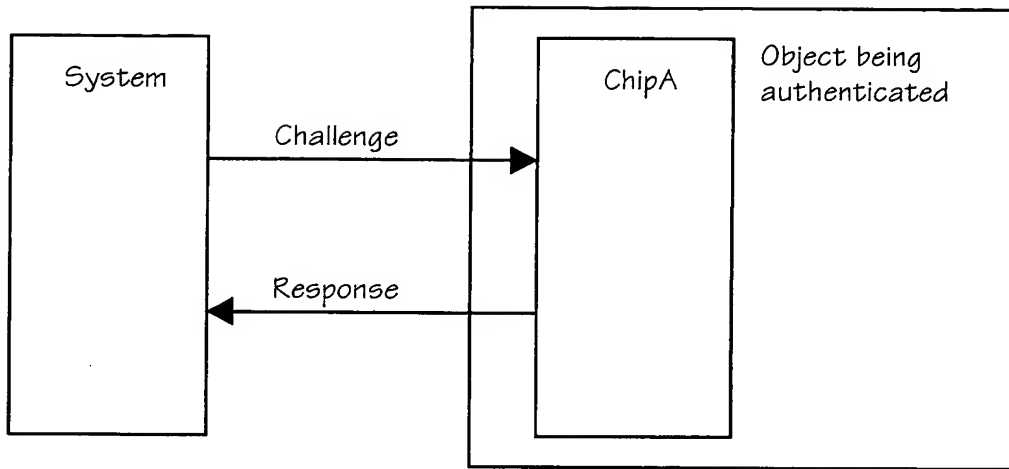 System
ChipA
Object being
authenticated
Challenge
Response